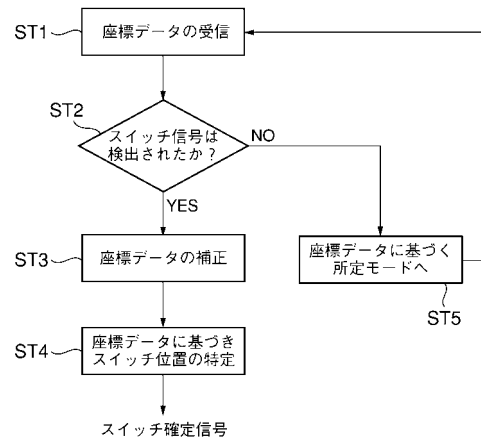 ST1
座標データの受信
ST2
スイッチ信号は
検出されたか?
NO
YES
ST3
座標データの補正
座標データに基づく
所定モードへ
ST5
ST4
座標データに基づき
スイッチ位置の特定
スイッチ確定信号